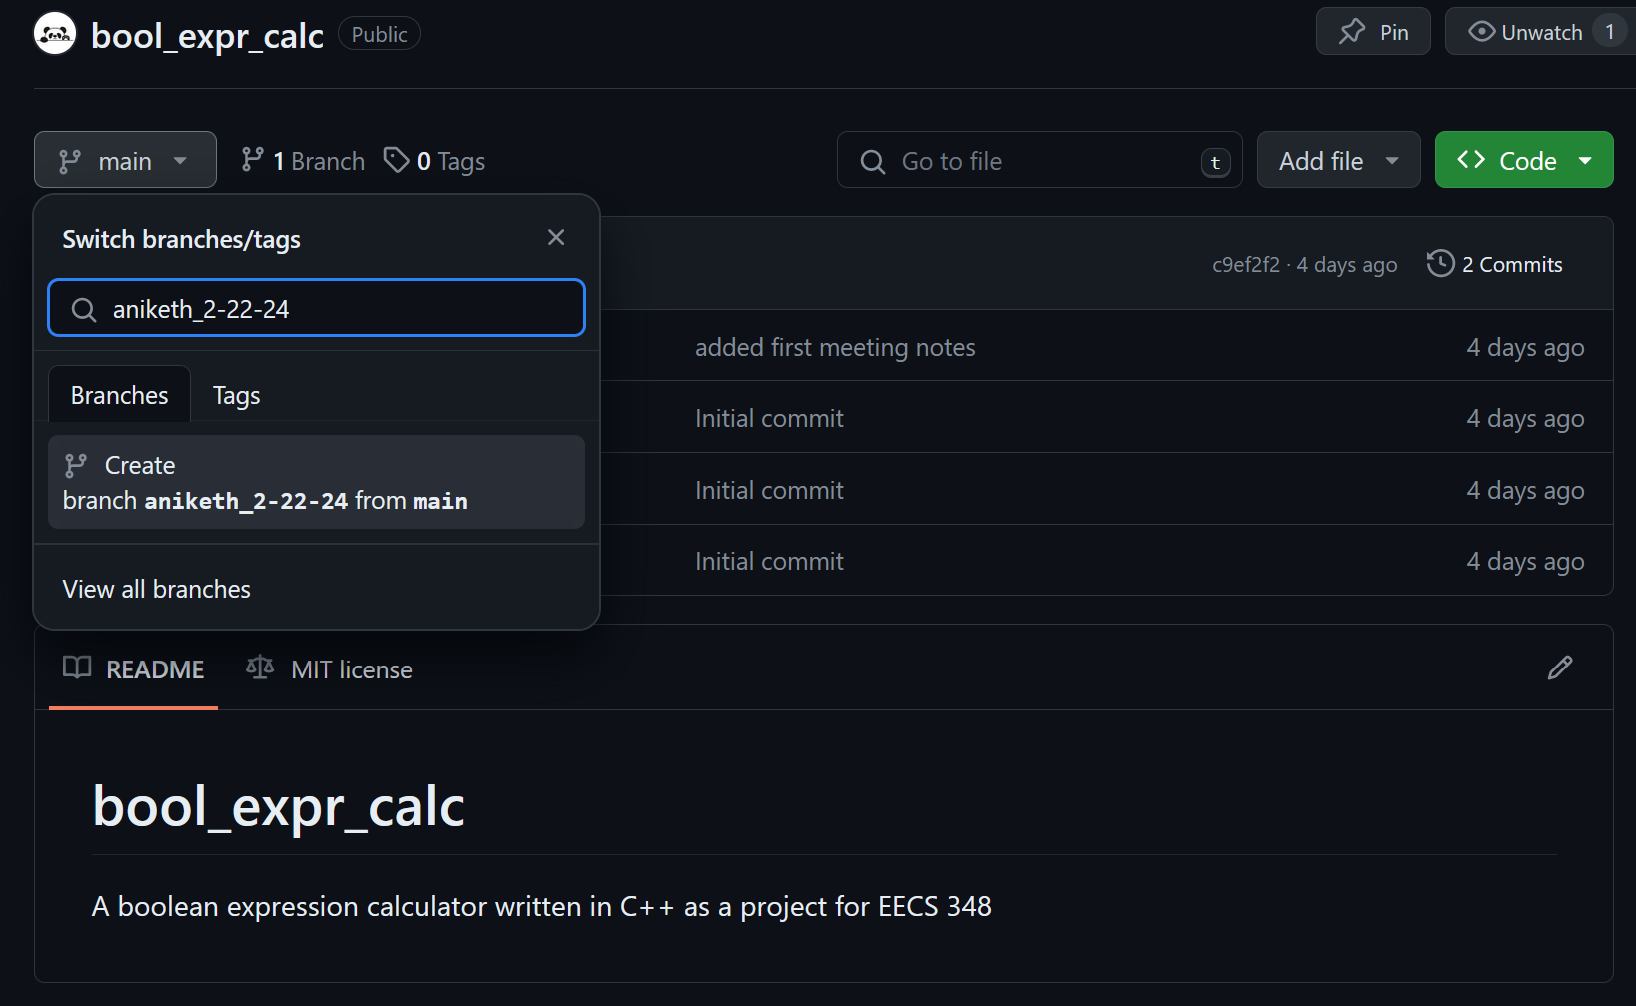 bool_expr_calc Public
Pin
Unwatch 1
main
1 Branch
0 Tags
Go to file t
Add file
Code
Switch branches/tags
aniketh_2-22-24
Branches Tags
Create
branch aniketh_2-22-24 from main
View all branches
c9ef2f2 · 4 days ago
2 Commits
added first meeting notes 4 days ago
Initial commit 4 days ago
Initial commit 4 days ago
Initial commit 4 days ago
README MIT license
bool_expr_calc
A boolean expression calculator written in C++ as a project for EECS 348